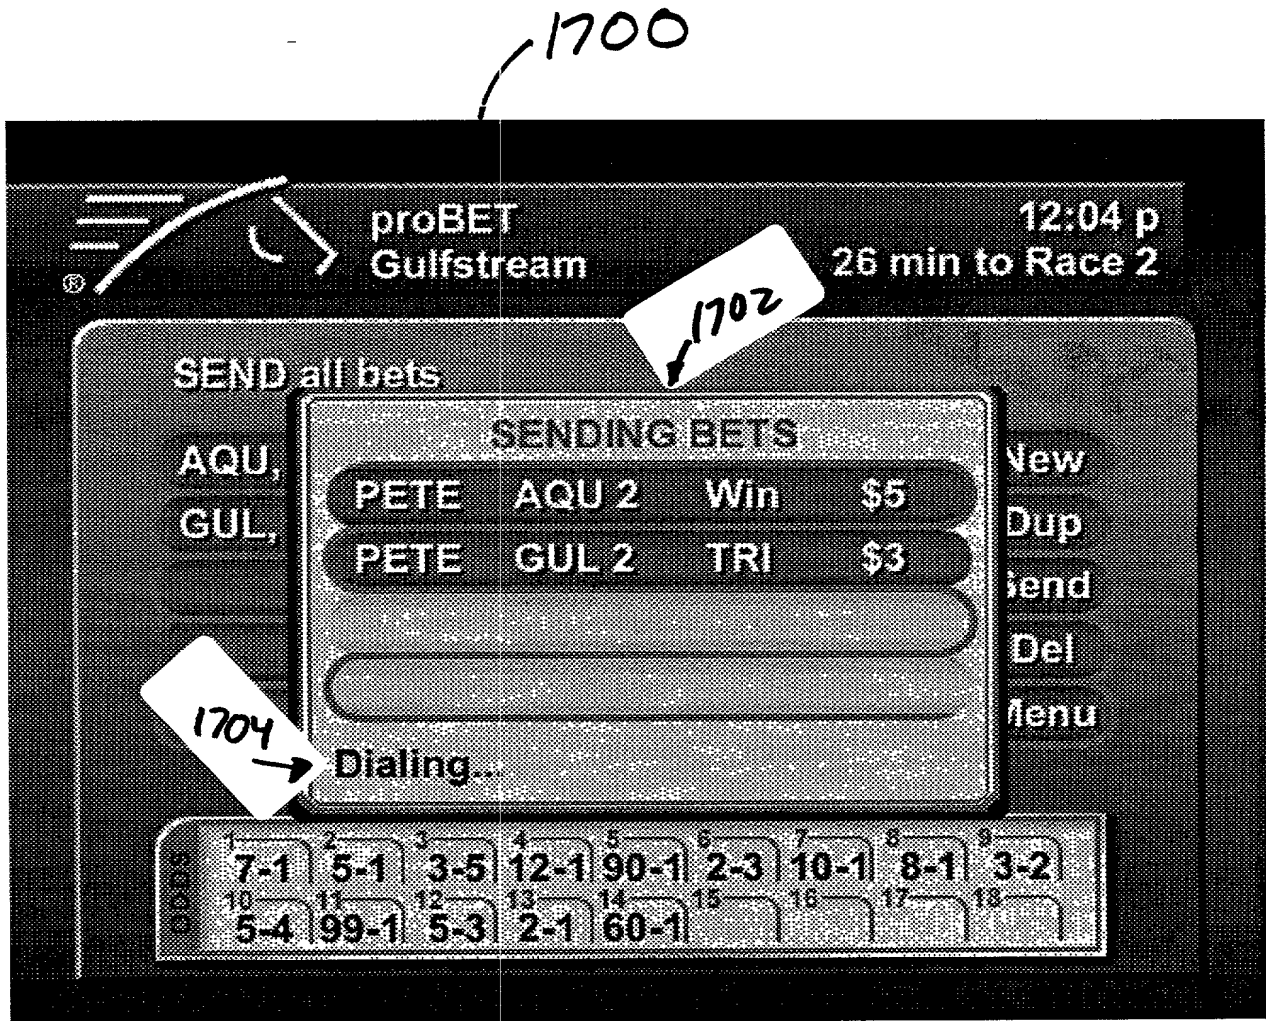 1700
proBET
12:04 p
Gulfstream
26 min to Race 2
®
1702
SEND all bets
SENDING BETS
AQU,
PETE AQU 2 Win $5
New
GUL,
PETE GUL 2 TRI $3
Dup
Send
Del
Menu
1704
Dialing...
ODDS
1 2 3 4 5 6 7 8 9
7-1 5-1 3-5 12-1 90-1 2-3 10-1 8-1 3-2
10 11 12 13 14 15 16 17 18
5-4 99-1 5-3 2-1 60-1